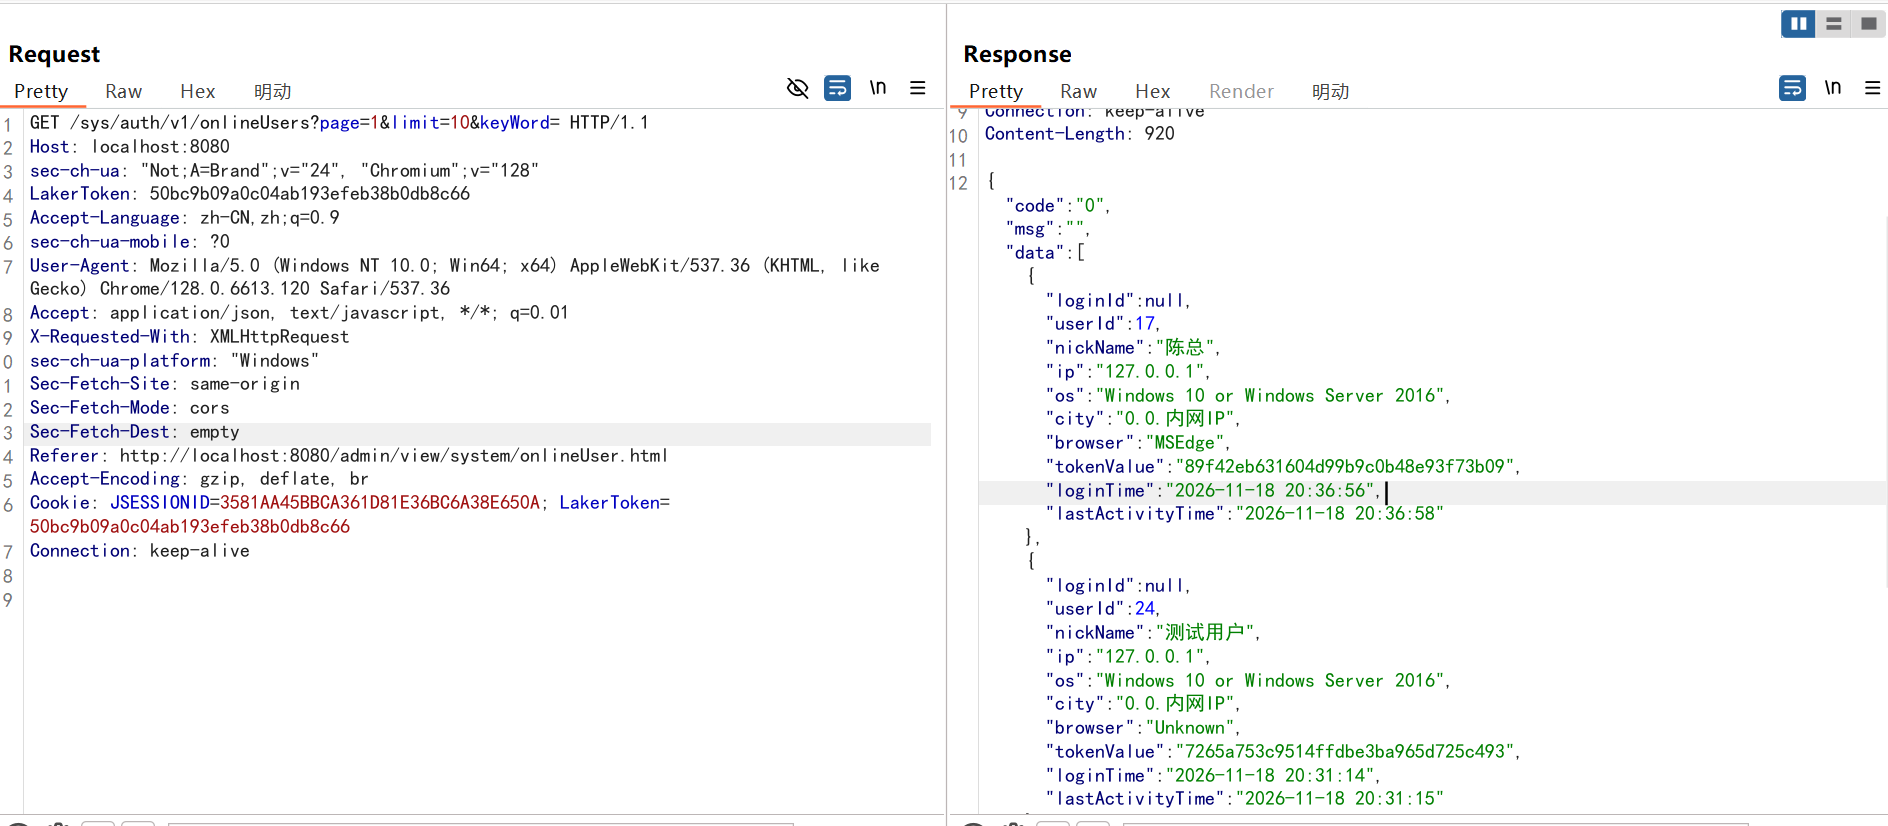 Request
Pretty Raw Hex 明动
\n
1 GET /sys/auth/v1/onlineUsers?page=1&limit=10&keyWord= HTTP/1.1
2 Host: localhost:8080
3 sec-ch-ua: "Not;A=Brand";v="24", "Chromium";v="128"
4 LakerToken: 50bc9b09a0c04ab193efeb38b0db8c66
5 Accept-Language: zh-CN,zh;q=0.9
6 sec-ch-ua-mobile: ?0
7 User-Agent: Mozilla/5.0 (Windows NT 10.0; Win64; x64) AppleWebKit/537.36 (KHTML, like
Gecko) Chrome/128.0.6613.120 Safari/537.36
8 Accept: application/json, text/javascript, */*; q=0.01
9 X-Requested-With: XMLHttpRequest
0 sec-ch-ua-platform: "Windows"
1 Sec-Fetch-Site: same-origin
2 Sec-Fetch-Mode: cors
3 Sec-Fetch-Dest: empty
4 Referer: http://localhost:8080/admin/view/system/onlineUser.html
5 Accept-Encoding: gzip, deflate, br
6 Cookie: JSESSIONID=3581AA45BBCA361D81E36BC6A38E650A; LakerToken=
50bc9b09a0c04ab193efeb38b0db8c66
7 Connection: keep-alive
8
9
Response
Pretty Raw Hex Render 明动
\n
9 Connection: keep-alive
10 Content-Length: 920
11
12 {
"code":"0",
"msg":"",
"data":[
{
"loginId":null,
"userId":17,
"nickName":"陈总",
"ip":"127.0.0.1",
"os":"Windows 10 or Windows Server 2016",
"city":"0.0.内网IP",
"browser":"MSEdge",
"tokenValue":"89f42eb631604d99b9c0b48e93f73b09",
"loginTime":"2026-11-18 20:36:56",
"lastActivityTime":"2026-11-18 20:36:58"
},
{
"loginId":null,
"userId":24,
"nickName":"测试用户",
"ip":"127.0.0.1",
"os":"Windows 10 or Windows Server 2016",
"city":"0.0.内网IP",
"browser":"Unknown",
"tokenValue":"7265a753c9514ffdbe3ba965d725c493",
"loginTime":"2026-11-18 20:31:14",
"lastActivityTime":"2026-11-18 20:31:15"